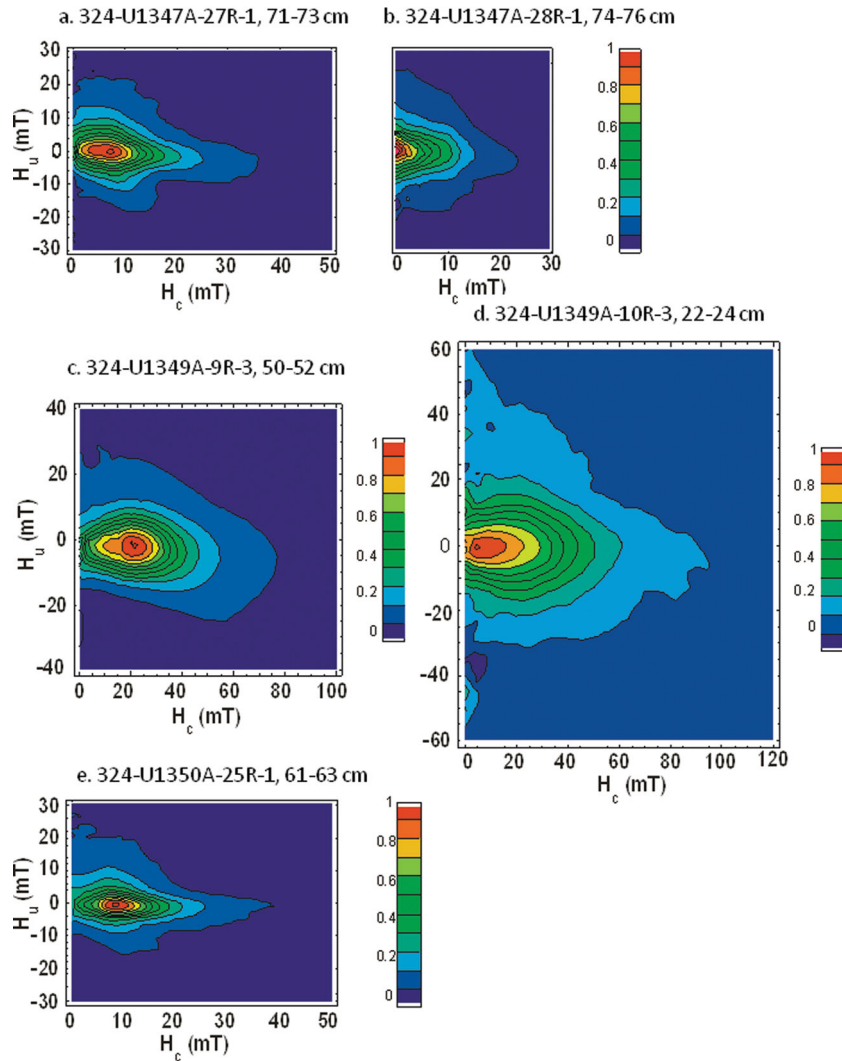 a. 324-U1347A-27R-1, 71-73 cm
b. 324-U1347A-28R-1, 74-76 cm
30
20
10
0
-10
-20
-30
H_u (mT)
0 10 20 30 40 50
H_c (mT)
0 10 20 30
H_c (mT)
1
0.8
0.6
0.4
0.2
0
c. 324-U1349A-9R-3, 50-52 cm
40
20
0
-20
-40
H_u (mT)
0 20 40 60 80 100
H_c (mT)
1
0.8
0.6
0.4
0.2
0
d. 324-U1349A-10R-3, 22-24 cm
60
40
20
0
-20
-40
-60
0 20 40 60 80 100 120
H_c (mT)
1
0.8
0.6
0.4
0.2
0
e. 324-U1350A-25R-1, 61-63 cm
30
20
10
0
-10
-20
-30
H_u (mT)
0 10 20 30 40 50
H_c (mT)
1
0.8
0.6
0.4
0.2
0